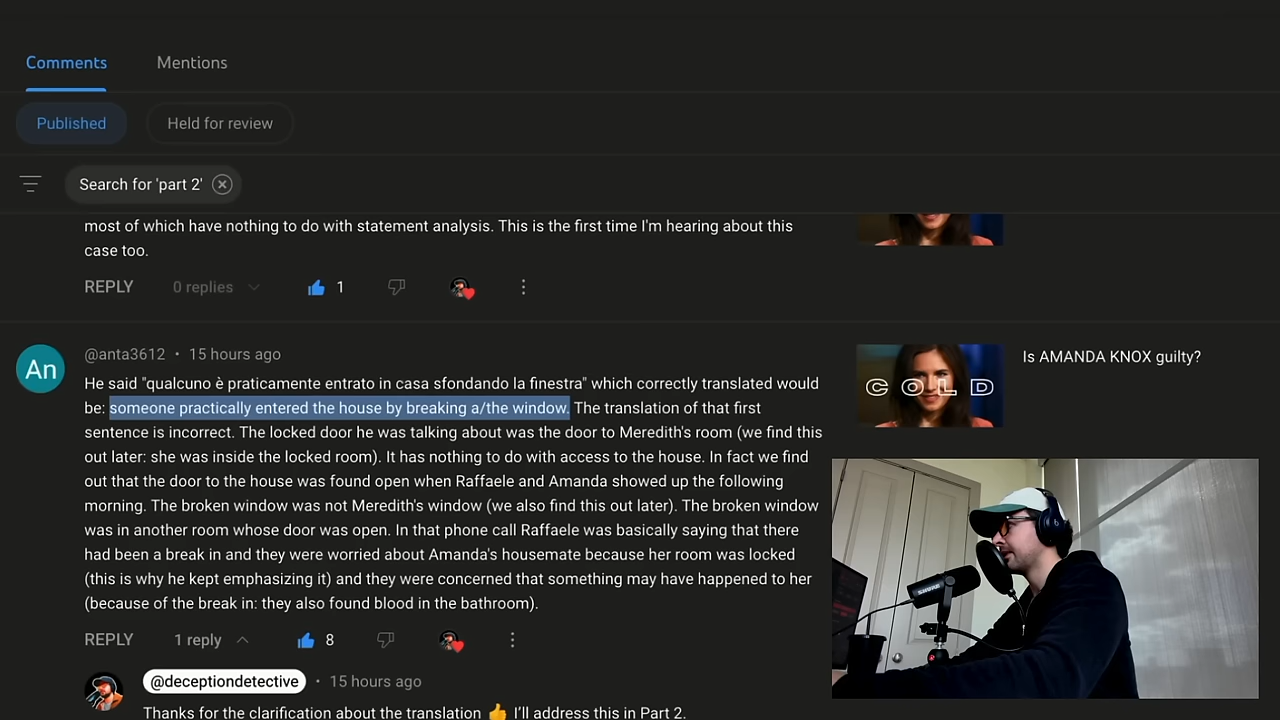 Comments
Mentions
Published
Held for review
Search for 'part 2'
most of which have nothing to do with statement analysis. This is the first time I'm hearing about this
case too.
REPLY
0 replies
1
@anta3612 • 15 hours ago
An
He said "qualcuno è praticamente entrato in casa sfondando la finestra" which correctly translated would
be: someone practically entered the house by breaking a/the window. The translation of that first
sentence is incorrect. The locked door he was talking about was the door to Meredith's room (we find this
out later: she was inside the locked room). It has nothing to do with access to the house. In fact we find
out that the door to the house was found open when Raffaele and Amanda showed up the following
morning. The broken window was not Meredith's window (we also find this out later). The broken window
was in another room whose door was open. In that phone call Raffaele was basically saying that there
had been a break in and they were worried about Amanda's housemate because her room was locked
(this is why he kept emphasizing it) and they were concerned that something may have happened to her
(because of the break in: they also found blood in the bathroom).
REPLY
1 reply
8
@deceptiondetective • 15 hours ago
Thanks for the clarification about the translation 👍 I'll address this in Part 2.
COLD
Is AMANDA KNOX guilty?
SHURE